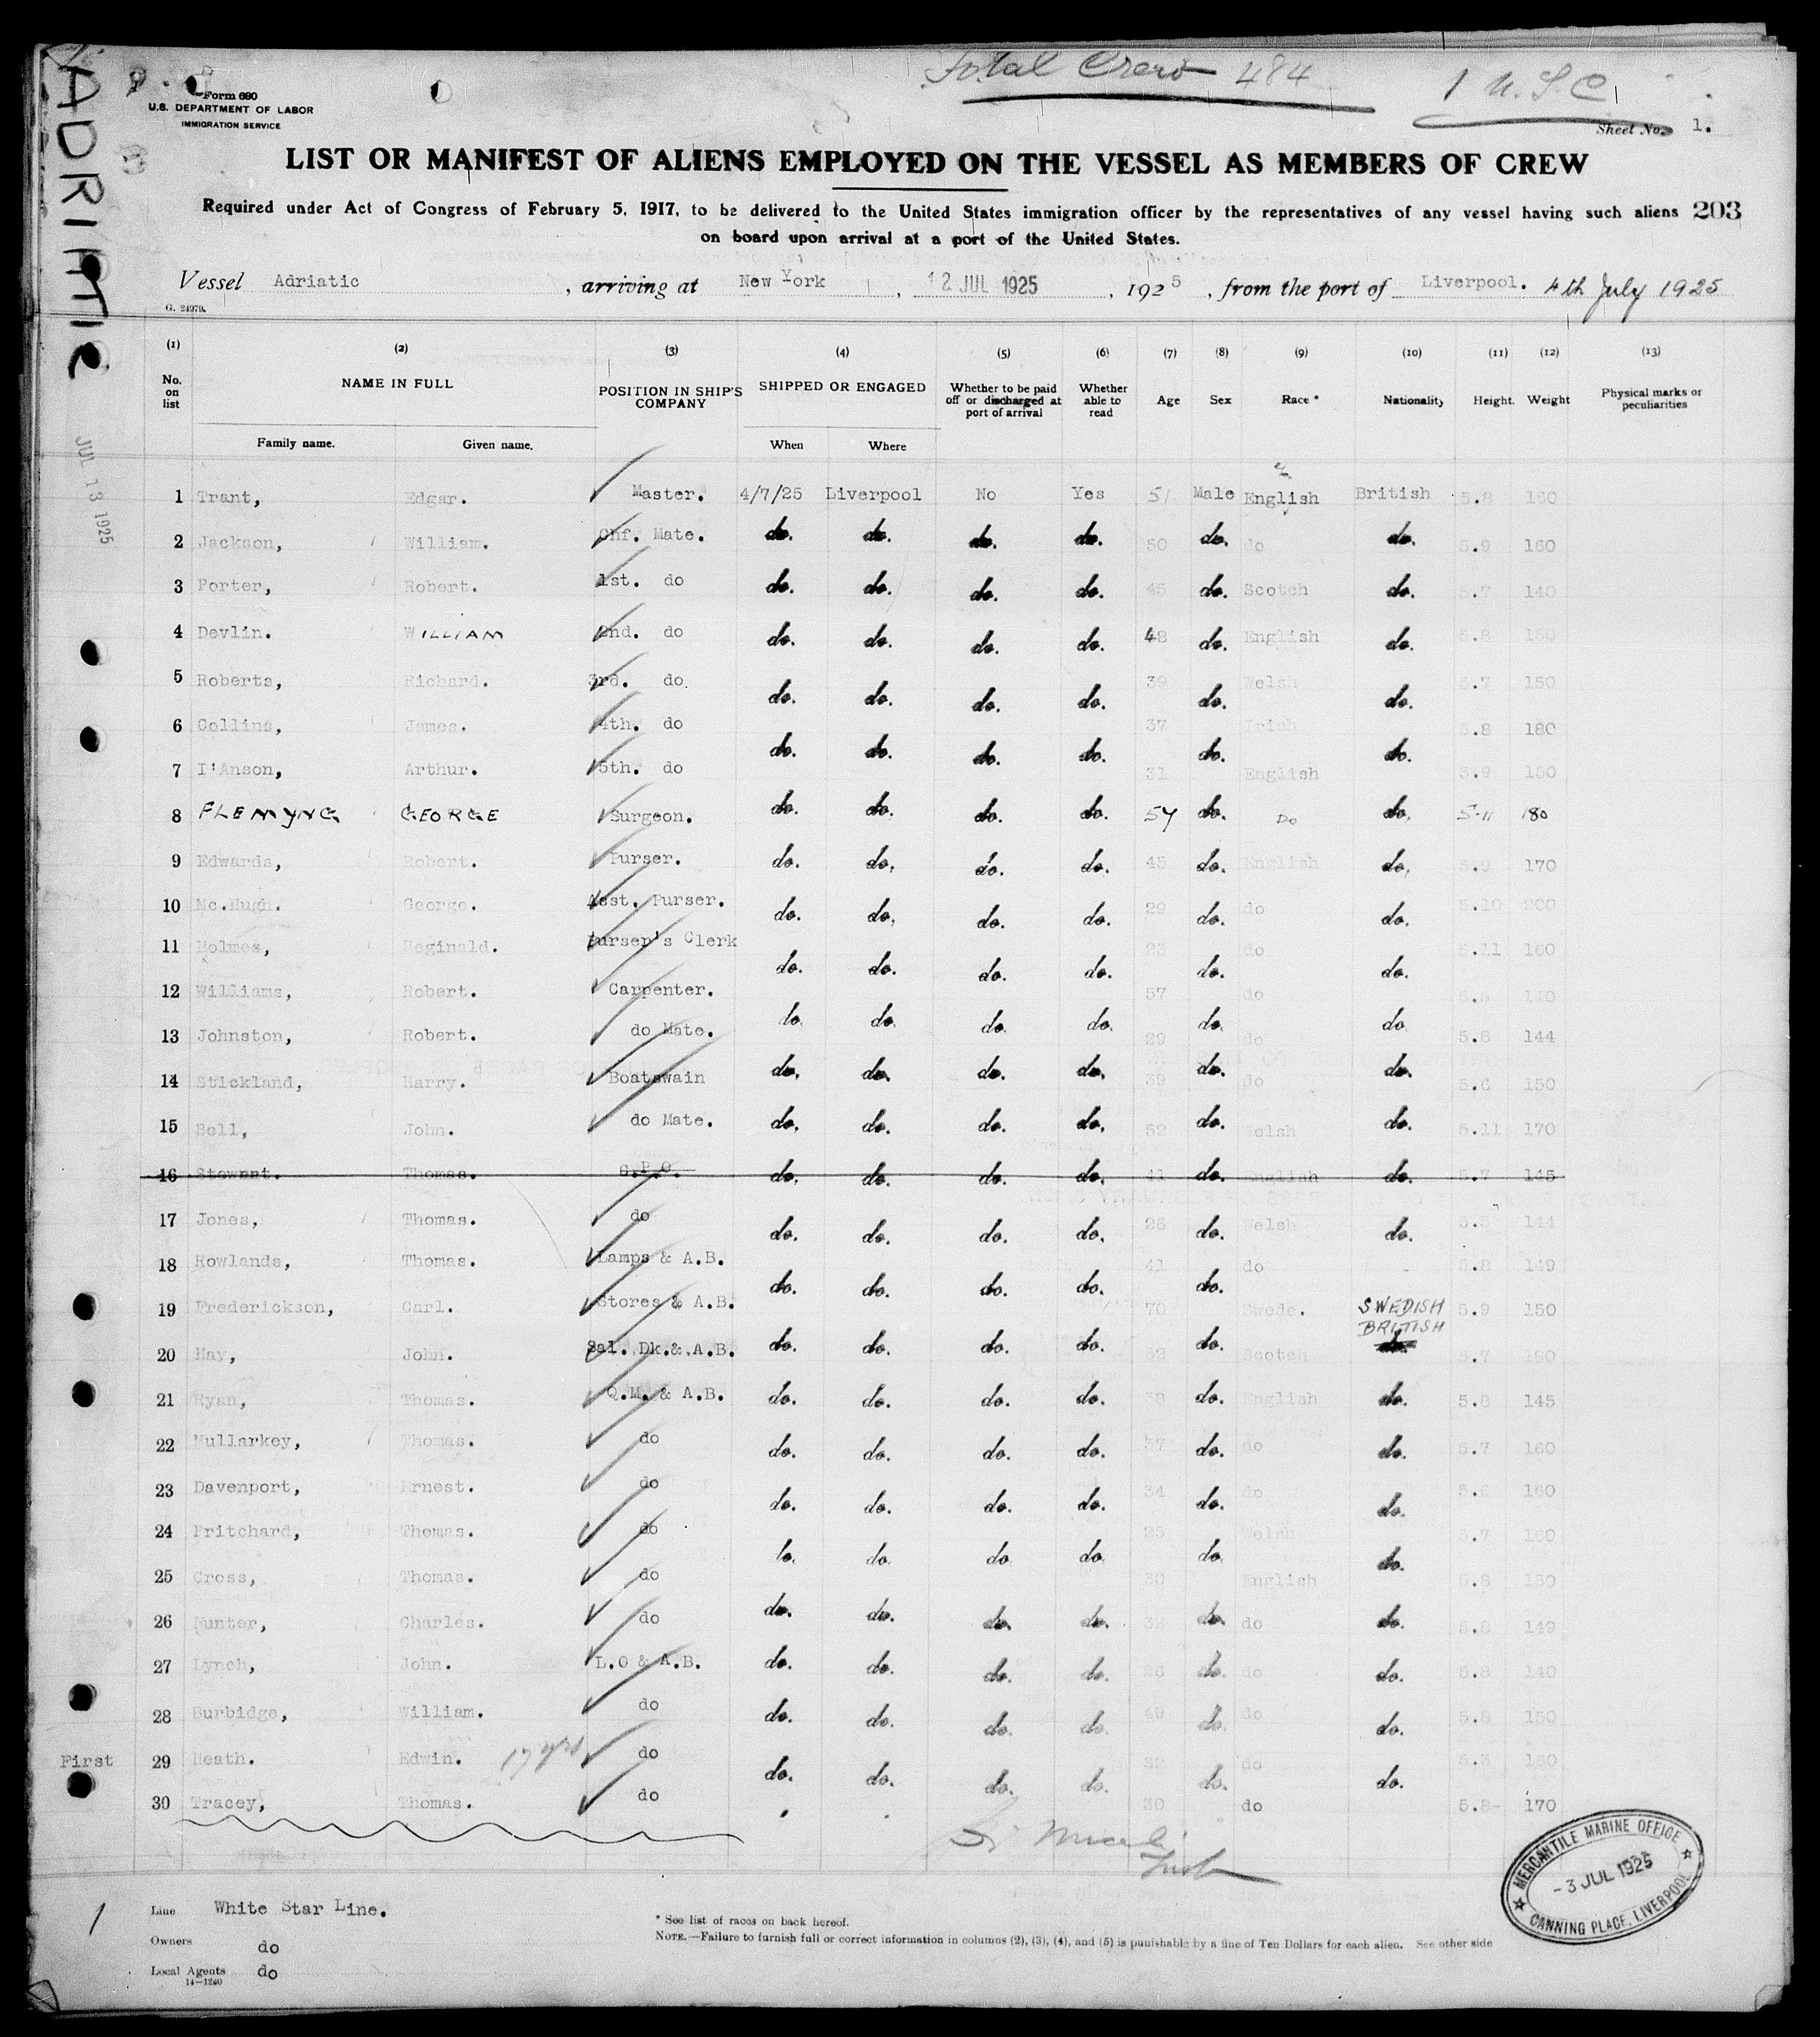 Total Crew 484
1 U.S.C
ADRIATIC
Form 680
U.S. DEPARTMENT OF LABOR
IMMIGRATION SERVICE
Sheet No. 1.
LIST OR MANIFEST OF ALIENS EMPLOYED ON THE VESSEL AS MEMBERS OF CREW
Required under Act of Congress of February 5, 1917, to be delivered to the United States immigration officer by the representatives of any vessel having such aliens 203
on board upon arrival at a port of the United States.
Vessel Adriatic, arriving at New York, 12 JUL 1925, 1925, from the port of Liverpool. 4th July 1925
G. 24979.
(1) (2) (3) (4) (5) (6) (7) (8) (9) (10) (11) (12) (13)
No. on list NAME IN FULL POSITION IN SHIP'S COMPANY SHIPPED OR ENGAGED Whether to be paid off or discharged at port of arrival Whether able to read Age Sex Race * Nationality Height. Weight Physical marks or peculiarities
Family name. Given name. When Where
JUL 13 1925
1 Trant, Edgar. Master. 4/7/25 Liverpool No Yes 51 Male English British 5.8 160
2 Jackson, William. Chf. Mate. do. do. do. do. 50 do. do do. 5.9 160
3 Porter, Robert. 1st. do do. do. do. do. 45 do. Scotch do. 5.7 140
4 Devlin. WILLIAM 2nd. do do. do. do. do. 48 do. English do. 5.8 150
5 Roberts, Richard. 3rd. do. do. do. do. do. 39 do. Welsh do. 5.7 150
6 Collins, James. 4th. do do. do. do. do. 37 do. Irish do. 5.8 180
7 I'Anson, Arthur. 5th. do do. do. do. do. 31 do. English do. 5.9 150
8 FLEMYNG GEORGE Surgeon. do. do. do. do. 54 do. Do do. 5-11 180
9 Edwards, Robert. Purser. do. do. do. do. 45 do. English do. 5.9 170
10 Mc.Hugh. George. Asst. Purser. do. do. do. do. 29 do. do do. 5.10 200
11 Holmes, Reginald. Purser's Clerk do. do. do. do. 23 do. do do. 5.11 160
12 Williams, Robert. Carpenter. do. do. do. do. 57 do. do do 5.5 140
13 Johnston, Robert. do Mate. do. do. do. do. 29 do. do do. 5.8 144
14 Stickland, Harry. Boatswain do. do. do. do. 39 do. do do. 5.6 150
15 Bell, John. do Mate. do. do. do. do. 52 do. Welsh do. 5.11 170
16 Stewart. Thomas. G.P.O. do. do. do. do. 41 do. English do. 5.7 145
17 Jones, Thomas. do do. do. do. do. 26 do. Welsh do. 5.5 144
18 Rowlands, Thomas. Lamps & A.B. do. do. do. do. 41 do. do 5.8 149
19 Frederickson, Carl. Stores & A.B. 70 Swede. SWEDISH 5.9 150
BRITISH
20 Hay, John. Sal. Dk.& A.B. do. do. do. do. 52 do. Scotch do. 5.7 180
21 Ryan, Thomas. Q.M. & A.B. do. do. do. do. 38 do. English do. 5.8 145
22 Mullarkey, Thomas. do do. do. do. do. 37 do. do do. 5.7 160
23 Davenport, Ernest. do do. do. do. do. 34 do. do do. 5.6 160
24 Pritchard, Thomas. do do. do. do do. 25 do. Welsh do. 5.7 160
25 Cross, Thomas. do 30 English 5.8 150
26 Hunter, Charles. do do. do. do. do. 32 do. do do. 5.8 149
27 Lynch, John. L.O & A.B. do. do. do. do. 26 do. do do. 5.8 140
28 Burbidge, William. do do. do. do. do. 49 do. do do. 5.8 150
First 29 Heath. Edwin. 17 yrs do do. do. do. do. 32 do. do do. 5.3 160
30 Tracey, Thomas. do 30 do 5.8 170
MERCANTILE MARINE OFFICE
- 3 JUL 1925
CANNING PLACE, LIVERPOOL
1
Line White Star Line.
Owners do
Local Agents do
14—1240
* See list of races on back hereof.
NOTE.—Failure to furnish full or correct information in columns (2), (3), (4), and (5) is punishable by a fine of Ten Dollars for each alien. See other side